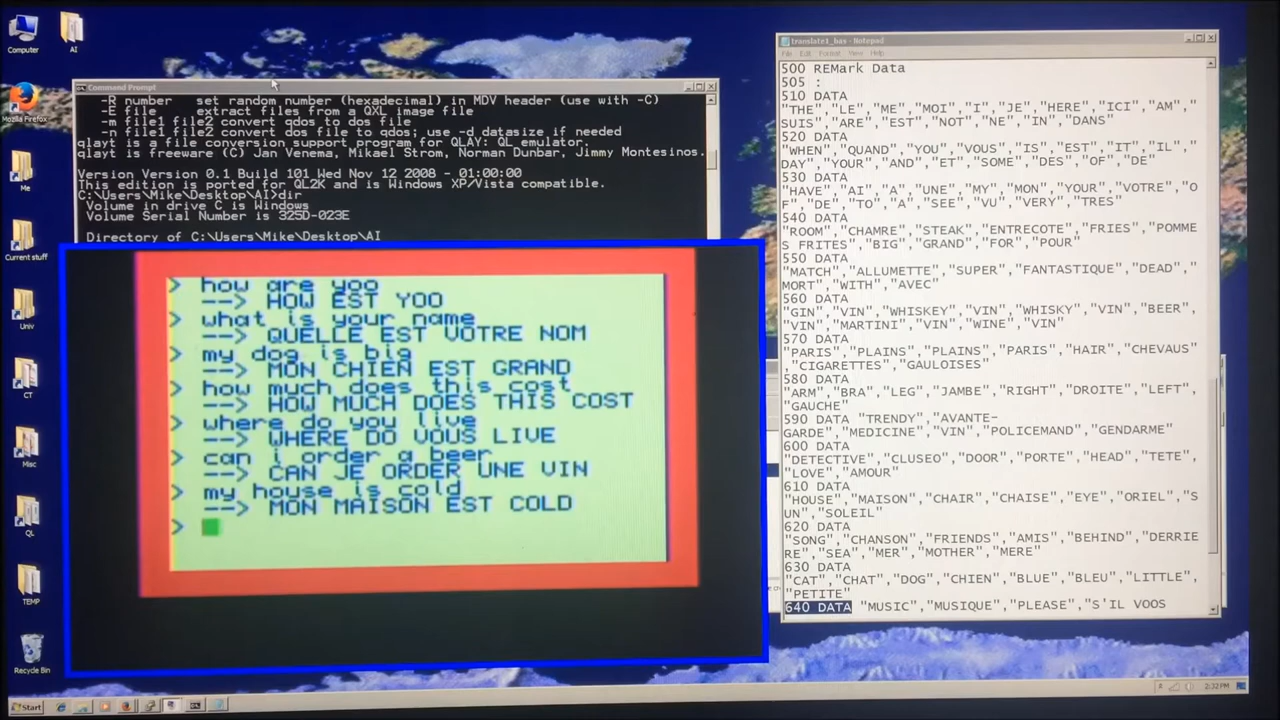 Computer
AI
Mozilla Firefox
Me
Current stuff
Univ
CT
Misc
QL
TEMP
Recycle Bin
Start
Command Prompt
-R number   set random number (hexadecimal) in MDV header (use with -C)
-E file1    extract files from a QXL image file
-m file1 file2 convert qdos to dos file
-n file1 file2 convert dos file to qdos; use -d datasize if needed
qlayt is a file conversion support program for QLAY: QL emulator.
qlayt is freeware (C) Jan Venema, Mikael Strom, Norman Dunbar, Jimmy Montesinos.
Version Version 0.1 Build 101 Wed Nov 12 2008 - 01:00:00
This edition is ported for QL2K and is Windows XP/Vista compatible.
C:\Users\Mike\Desktop\AI>dir
Volume in drive C is Windows
Volume Serial Number is 325D-023E
Directory of C:\Users\Mike\Desktop\AI
> how are yoo
--> HOW EST YOO
> what is your name
--> QUELLE EST VOTRE NOM
> my dog is big
--> MON CHIEN EST GRAND
> how much does this cost
--> HOW MUCH DOES THIS COST
> where do you live
--> WHERE DO VOUS LIVE
> can i order a beer
--> CAN JE ORDER UNE VIN
> my house is cold
--> MON MAISON EST COLD
>
translate1_bas - Notepad
File Edit Format View Help
500 REMark Data
505 :
510 DATA
"THE","LE","ME","MOI","I","JE","HERE","ICI","AM","
SUIS","ARE","EST","NOT","NE","IN","DANS"
520 DATA
"WHEN","QUAND","YOU","VOUS","IS","EST","IT","IL","
DAY","YOUR","AND","ET","SOME","DES","OF","DE"
530 DATA
"HAVE","AI","A","UNE","MY","MON","YOUR","VOTRE","O
F","DE","TO","A","SEE","VU","VERY","TRES"
540 DATA
"ROOM","CHAMRE","STEAK","ENTRECOTE","FRIES","POMME
S FRITES","BIG","GRAND","FOR","POUR"
550 DATA
"MATCH","ALLUMETTE","SUPER","FANTASTIQUE","DEAD","
MORT","WITH","AVEC"
560 DATA
"GIN","VIN","WHISKEY","VIN","WHISKY","VIN","BEER",
"VIN","MARTINI","VIN","WINE","VIN"
570 DATA
"PARIS","PLAINS","PLAINS","PARIS","HAIR","CHEVAUS"
,"CIGARETTES","GAULOISES"
580 DATA
"ARM","BRA","LEG","JAMBE","RIGHT","DROITE","LEFT",
"GAUCHE"
590 DATA "TRENDY","AVANTE-
GARDE","MEDICINE","VIN","POLICEMAND","GENDARME"
600 DATA
"DETECTIVE","CLUSEO","DOOR","PORTE","HEAD","TETE",
"LOVE","AMOUR"
610 DATA
"HOUSE","MAISON","CHAIR","CHAISE","EYE","ORIEL","S
UN","SOLEIL"
620 DATA
"SONG","CHANSON","FRIENDS","AMIS","BEHIND","DERRIE
RE","SEA","MER","MOTHER","MERE"
630 DATA
"CAT","CHAT","DOG","CHIEN","BLUE","BLEU","LITTLE",
"PETITE"
640 DATA "MUSIC","MUSIQUE","PLEASE","S'IL VOOS
2:32 PM